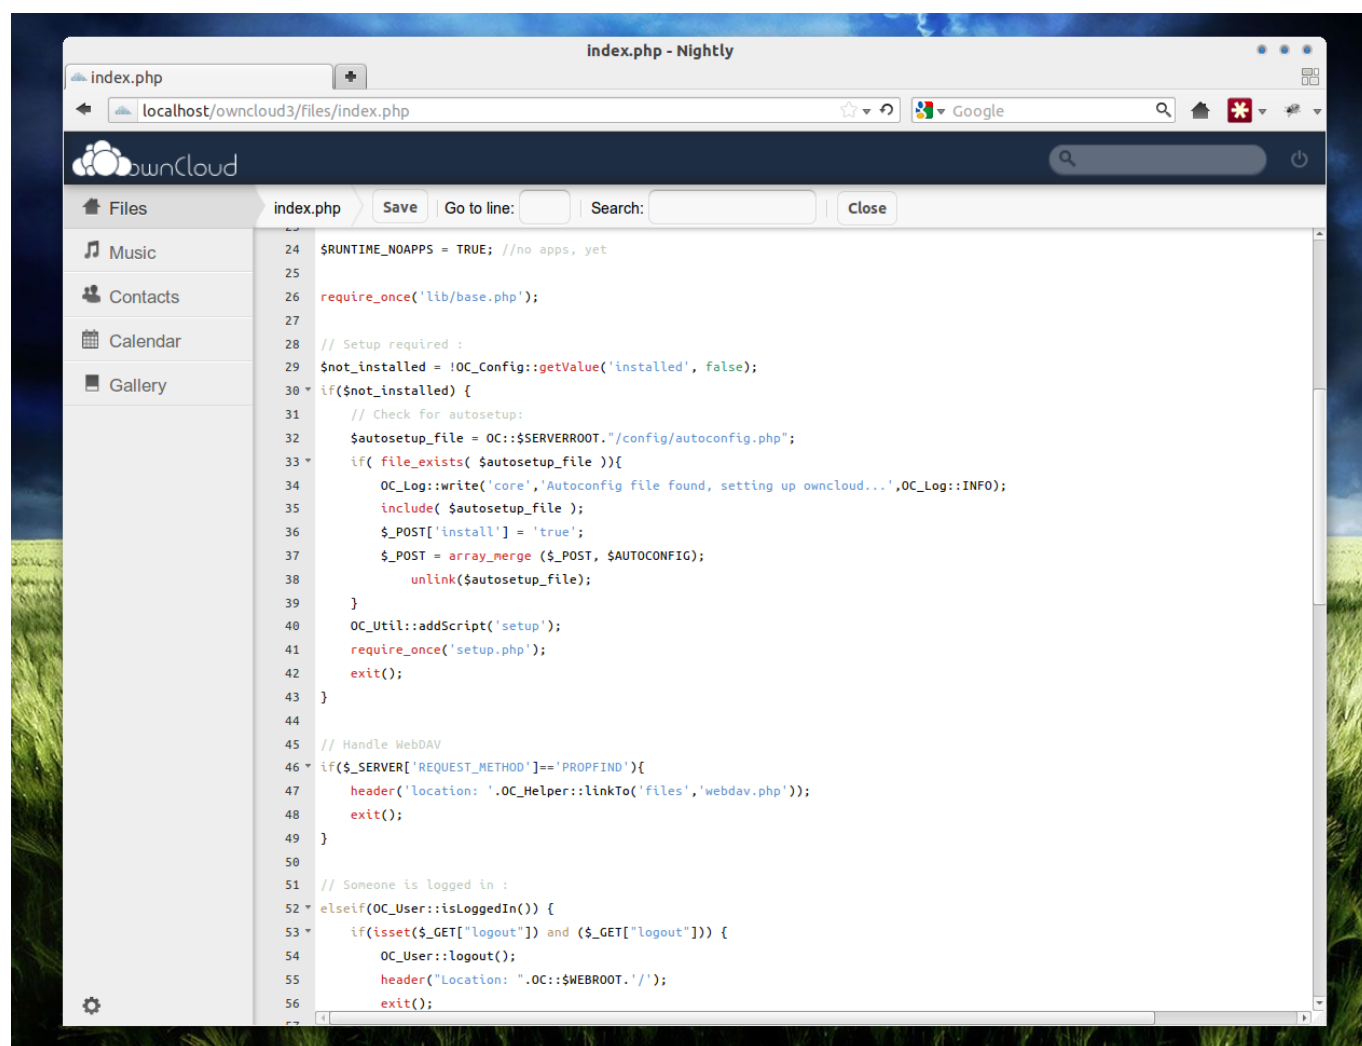 index.php - Nightly
index.php
localhost/owncloud3/files/index.php
Google
ownCloud
Files
index.php
Save
Go to line:
Search:
Close
Music
Contacts
Calendar
Gallery
23
24 $RUNTIME_NOAPPS = TRUE; //no apps, yet
25
26 require_once('lib/base.php');
27
28 // Setup required :
29 $not_installed = !OC_Config::getValue('installed', false);
30 if($not_installed) {
31 // Check for autosetup:
32 $autosetup_file = OC::$SERVERROOT."/config/autoconfig.php";
33 if( file_exists( $autosetup_file )){
34 OC_Log::write('core','Autoconfig file found, setting up owncloud...',OC_Log::INFO);
35 include( $autosetup_file );
36 $_POST['install'] = 'true';
37 $_POST = array_merge ($_POST, $AUTOCONFIG);
38 unlink($autosetup_file);
39 }
40 OC_Util::addScript('setup');
41 require_once('setup.php');
42 exit();
43 }
44
45 // Handle WebDAV
46 if($_SERVER['REQUEST_METHOD']=='PROPFIND'){
47 header('location: '.OC_Helper::linkTo('files','webdav.php'));
48 exit();
49 }
50
51 // Someone is logged in :
52 elseif(OC_User::isLoggedIn()) {
53 if(isset($_GET["logout"]) and ($_GET["logout"])) {
54 OC_User::logout();
55 header("Location: ".OC::$WEBROOT.'/');
56 exit();
57